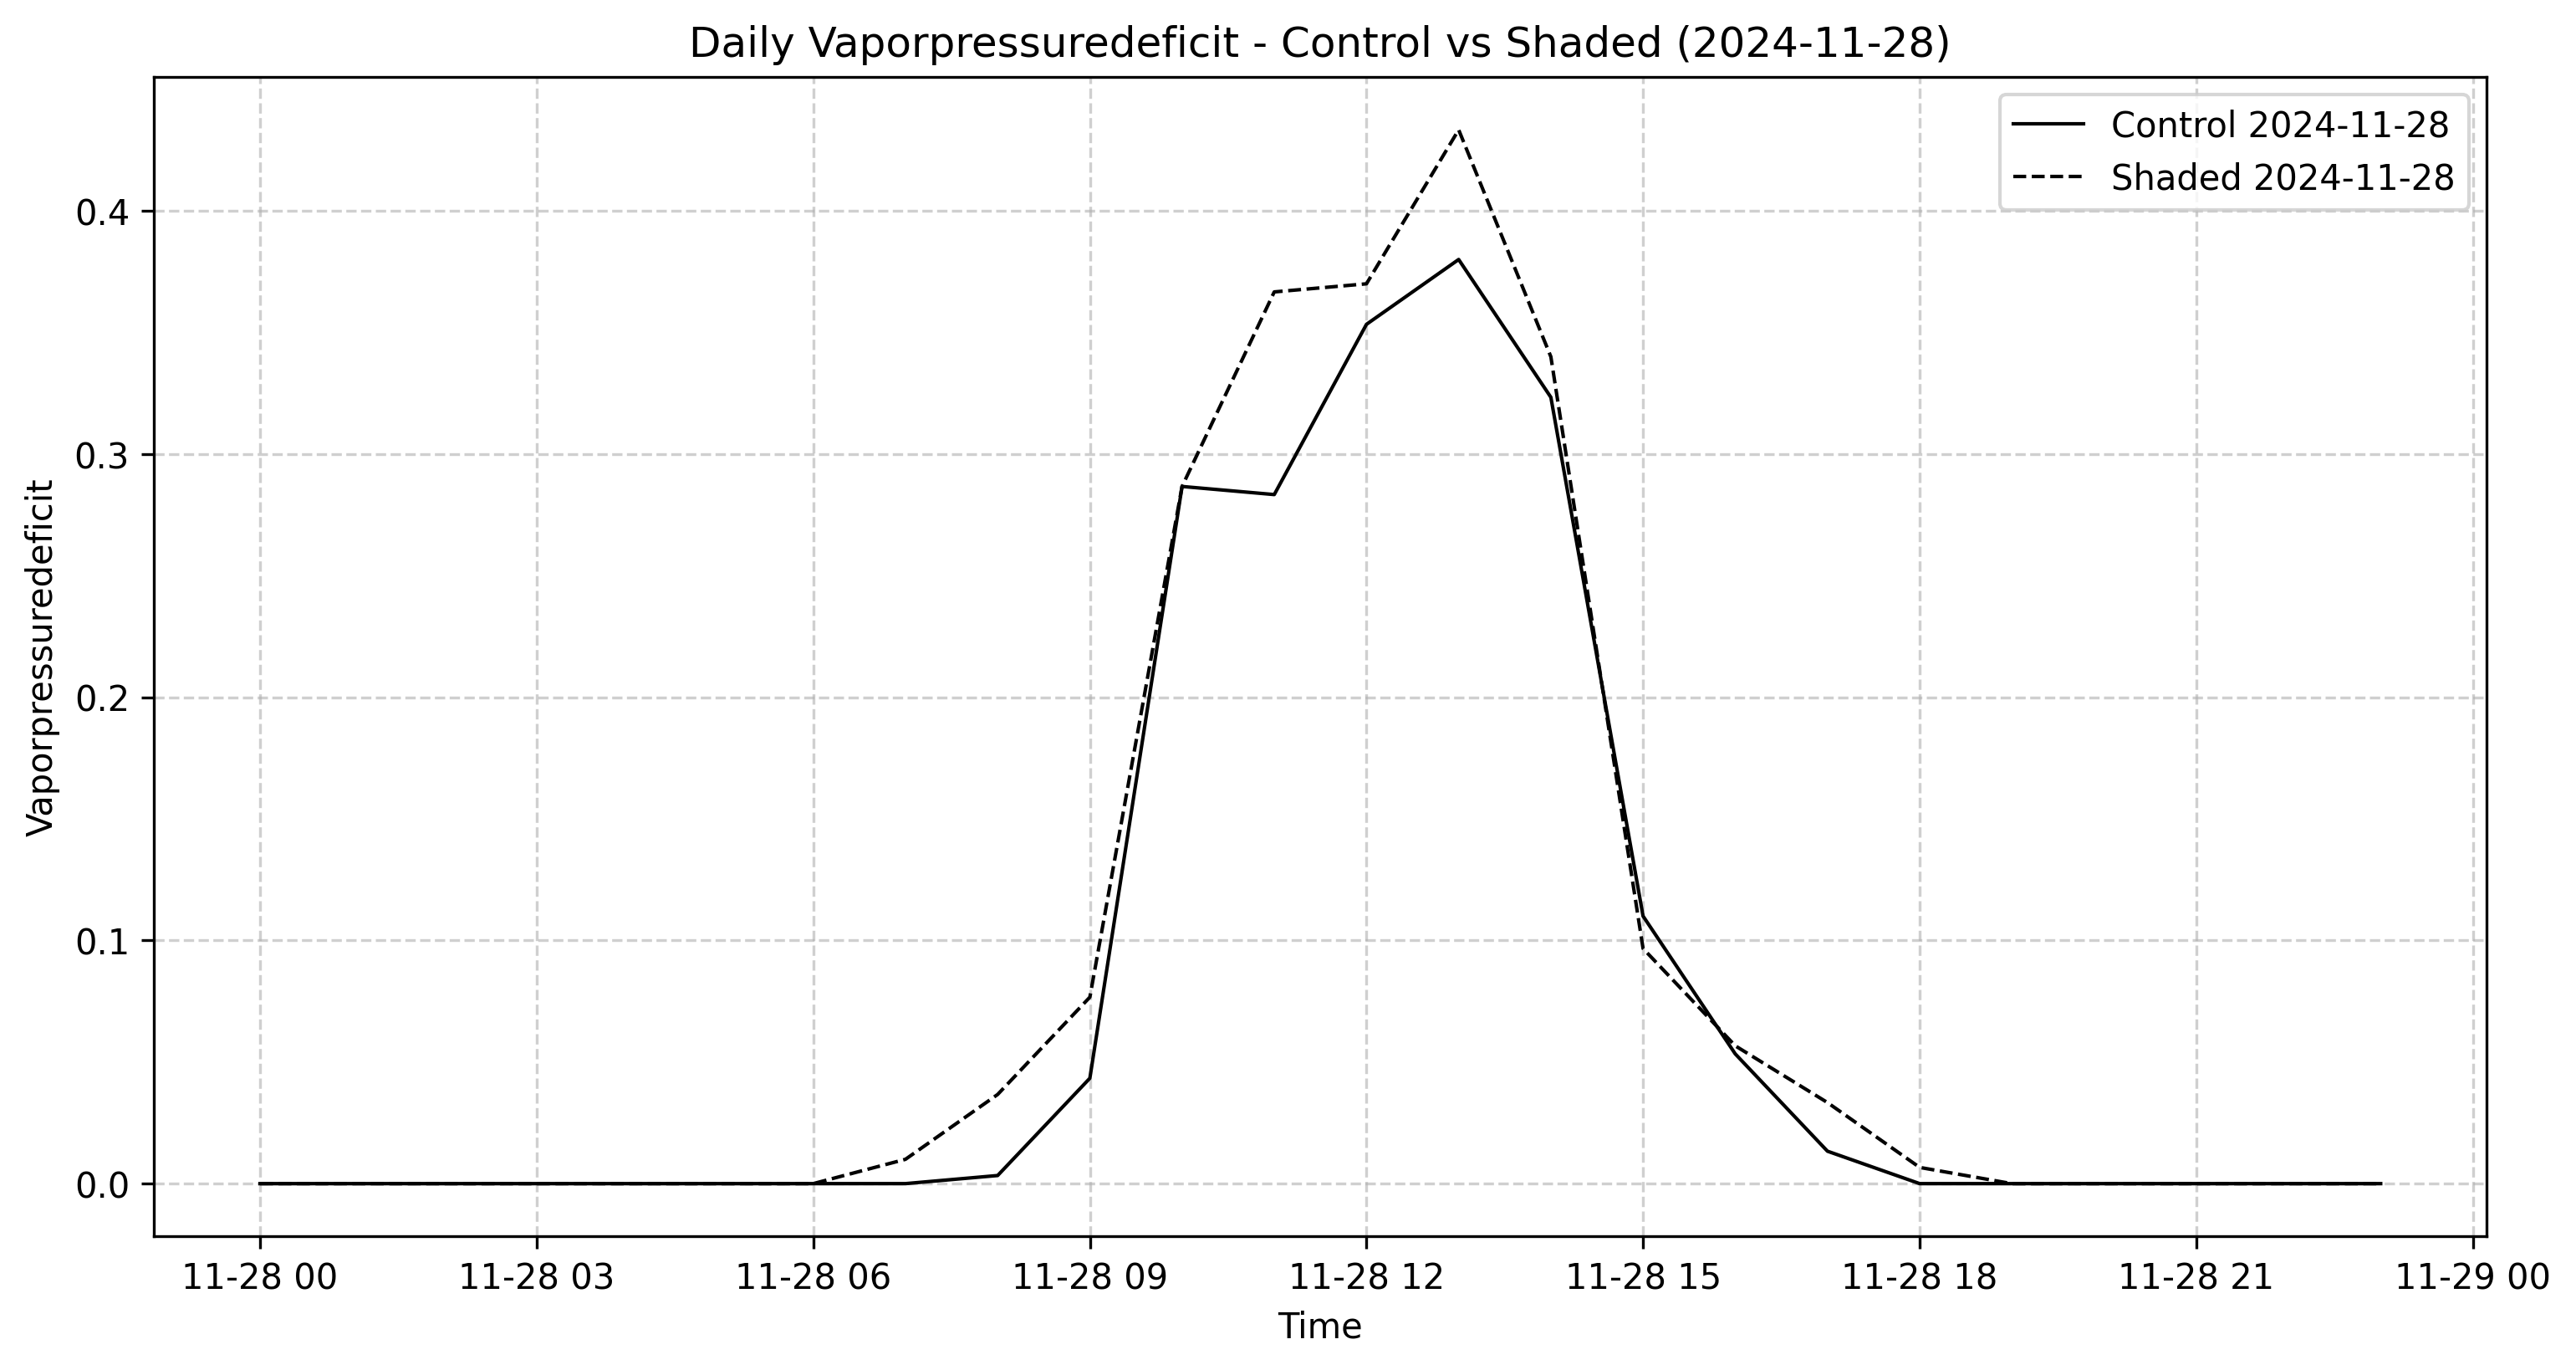 Daily Vaporpressuredeficit - Control vs Shaded (2024-11-28)
Control 2024-11-28
Shaded 2024-11-28
Vaporpressuredeficit
0.4
0.3
0.2
0.1
0.0
11-28 00 11-28 03 11-28 06 11-28 09 11-28 12 11-28 15 11-28 18 11-28 21 11-29 00
Time